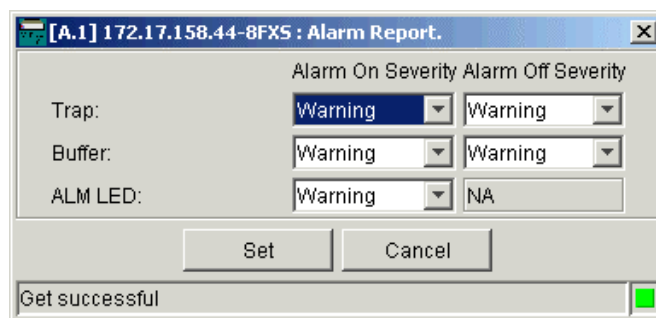 [A.1] 172.17.158.44-8FXS : Alarm Report.
Alarm On Severity Alarm Off Severity
Trap: Warning Warning
Buffer: Warning Warning
ALM LED: Warning NA
Set Cancel
Get successful